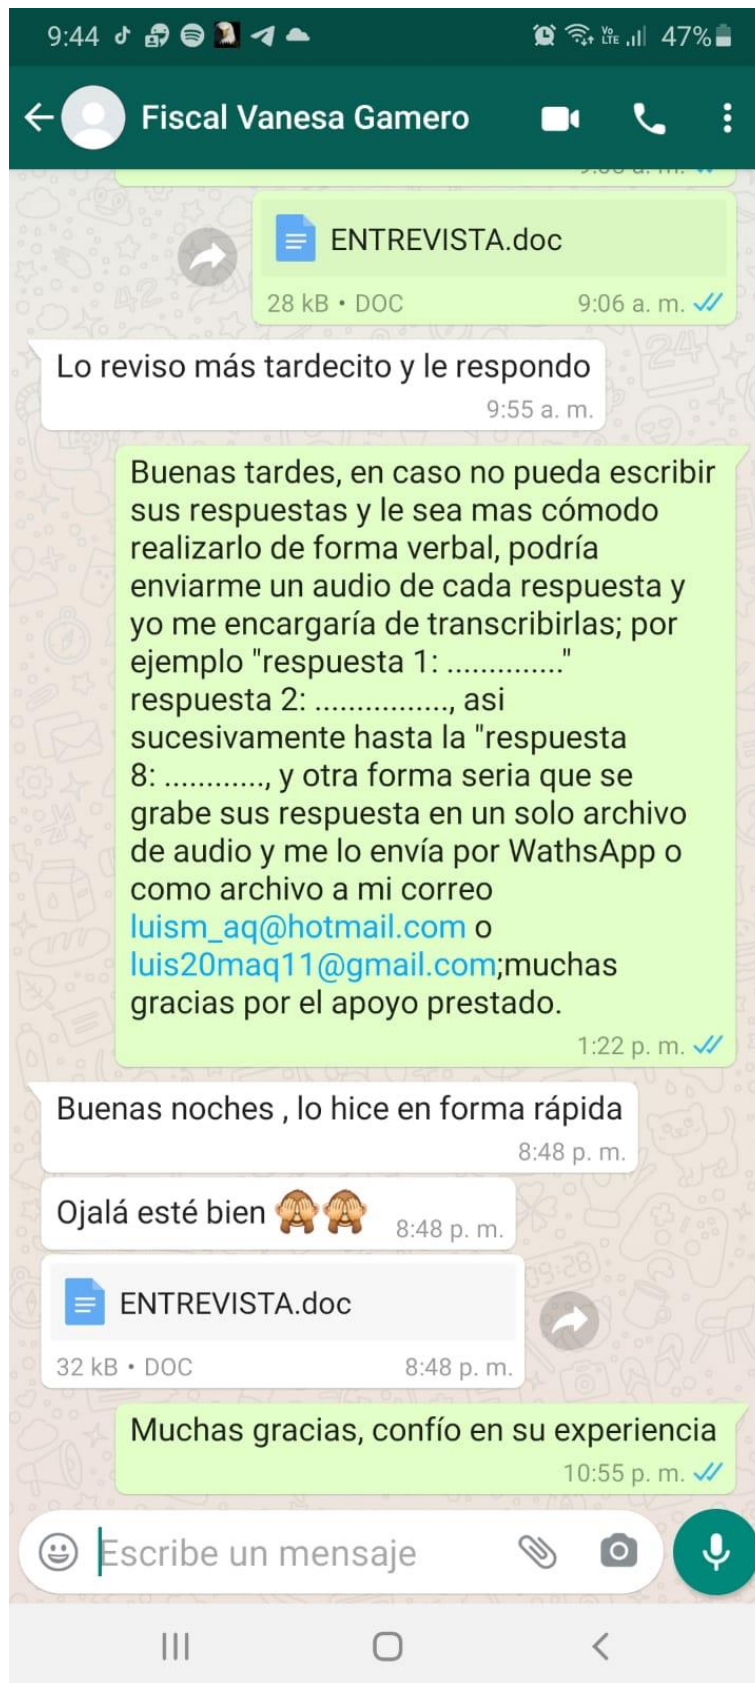 9:44 47%
Fiscal Vanesa Gamero
ENTREVISTA.doc
28 kB • DOC 9:06 a. m.
Lo reviso más tardecito y le respondo
9:55 a. m.
Buenas tardes, en caso no pueda escribir
sus respuestas y le sea mas cómodo
realizarlo de forma verbal, podría
enviarme un audio de cada respuesta y
yo me encargaría de transcribirlas; por
ejemplo "respuesta 1: .............."
respuesta 2: ................, asi
sucesivamente hasta la "respuesta
8: ............, y otra forma seria que se
grabe sus respuesta en un solo archivo
de audio y me lo envía por WathsApp o
como archivo a mi correo
luism_aq@hotmail.com o
luis20maq11@gmail.com;muchas
gracias por el apoyo prestado.
1:22 p. m.
Buenas noches , lo hice en forma rápida
8:48 p. m.
Ojalá esté bien 🙈🙈 8:48 p. m.
ENTREVISTA.doc
32 kB • DOC 8:48 p. m.
Muchas gracias, confío en su experiencia
10:55 p. m.
Escribe un mensaje